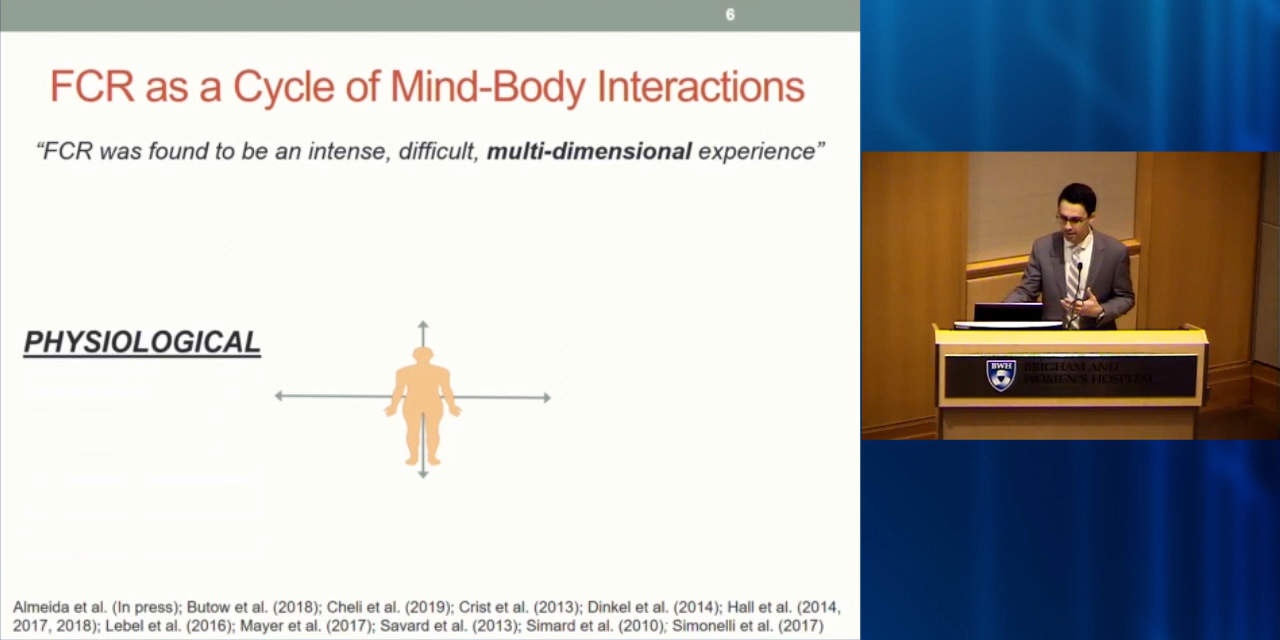 6
FCR as a Cycle of Mind-Body Interactions
“FCR was found to be an intense, difficult, multi-dimensional experience”
PHYSIOLOGICAL
Almeida et al. (In press); Butow et al. (2018); Cheli et al. (2019); Crist et al. (2013); Dinkel et al. (2014); Hall et al. (2014,
2017, 2018); Lebel et al. (2016); Mayer et al. (2017); Savard et al. (2013); Simard et al. (2010); Simonelli et al. (2017)
BWH
BRIGHAM AND
WOMEN'S HOSPITAL